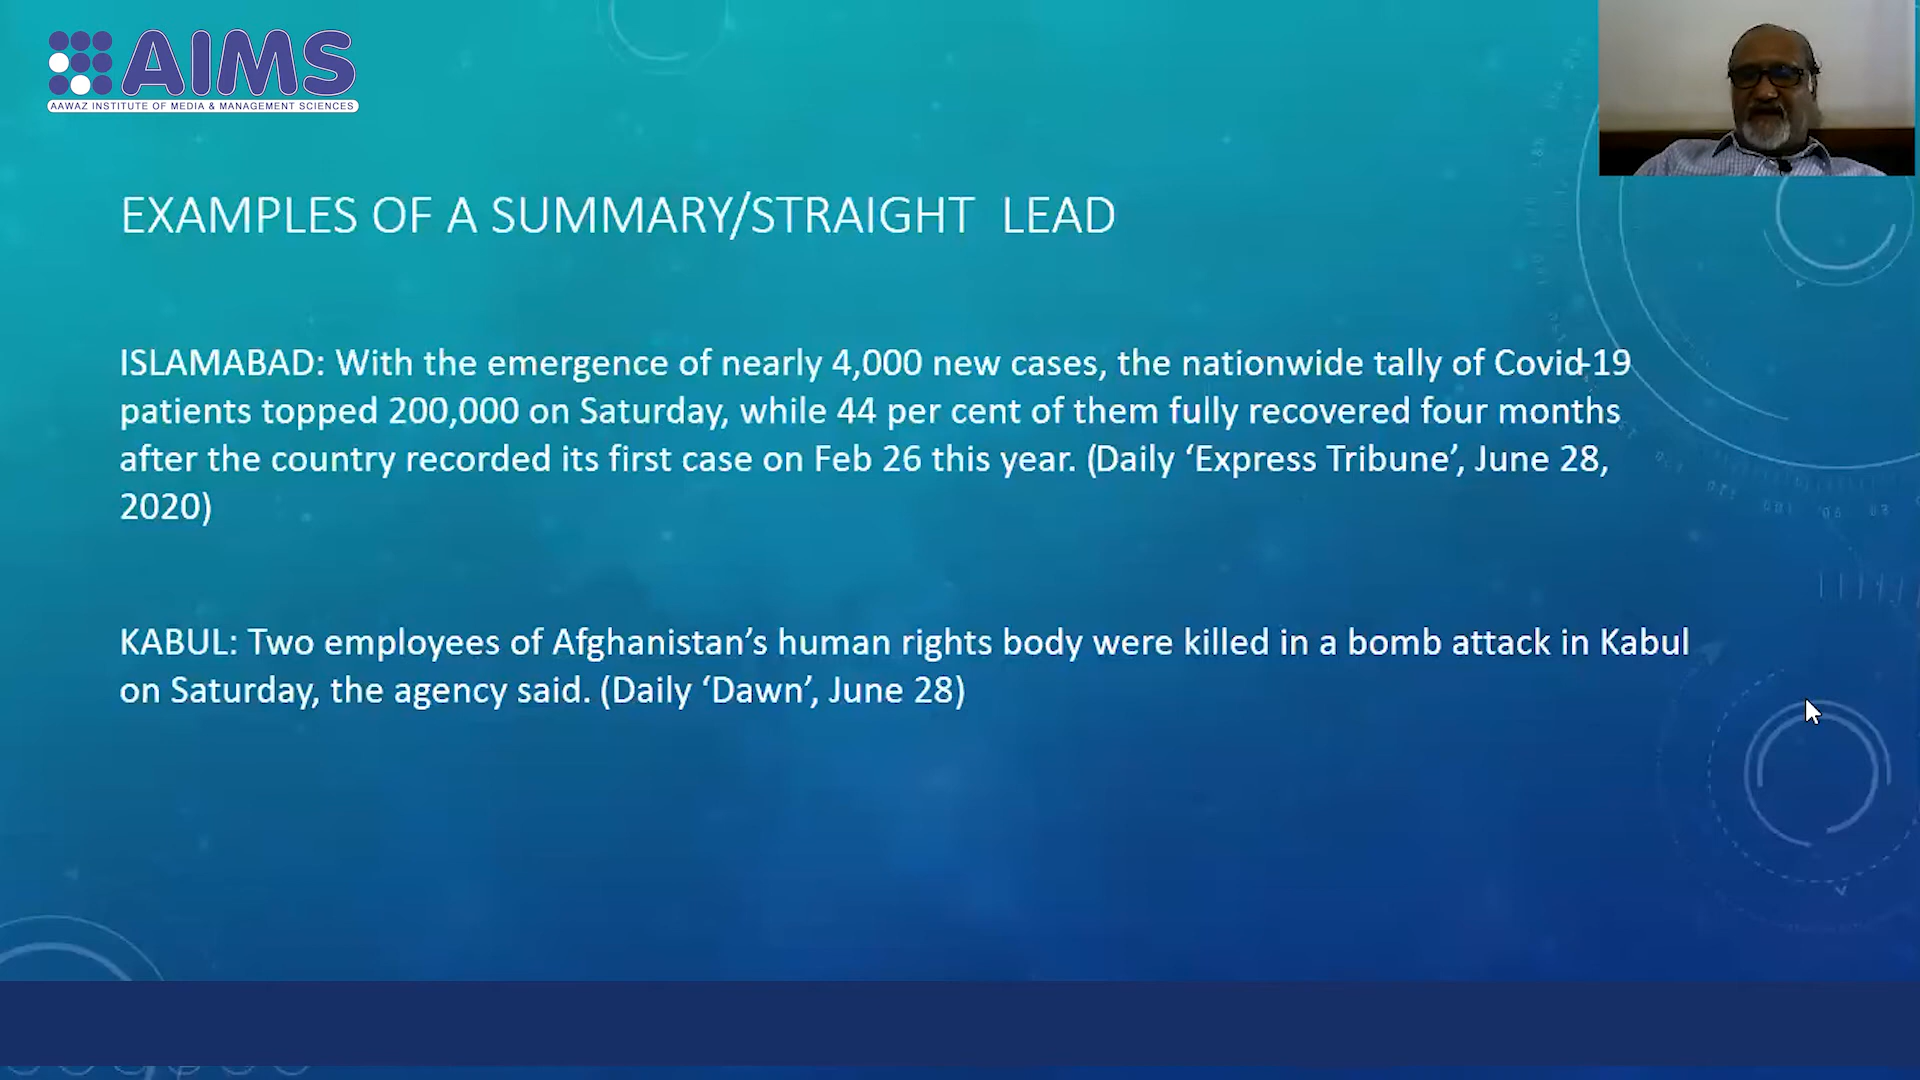 AIMS
AAWAZ INSTITUTE OF MEDIA & MANAGEMENT SCIENCES
EXAMPLES OF A SUMMARY/STRAIGHT LEAD
ISLAMABAD: With the emergence of nearly 4,000 new cases, the nationwide tally of Covid-19
patients topped 200,000 on Saturday, while 44 per cent of them fully recovered four months
after the country recorded its first case on Feb 26 this year. (Daily ‘Express Tribune’, June 28,
2020)
KABUL: Two employees of Afghanistan’s human rights body were killed in a bomb attack in Kabul
on Saturday, the agency said. (Daily ‘Dawn’, June 28)